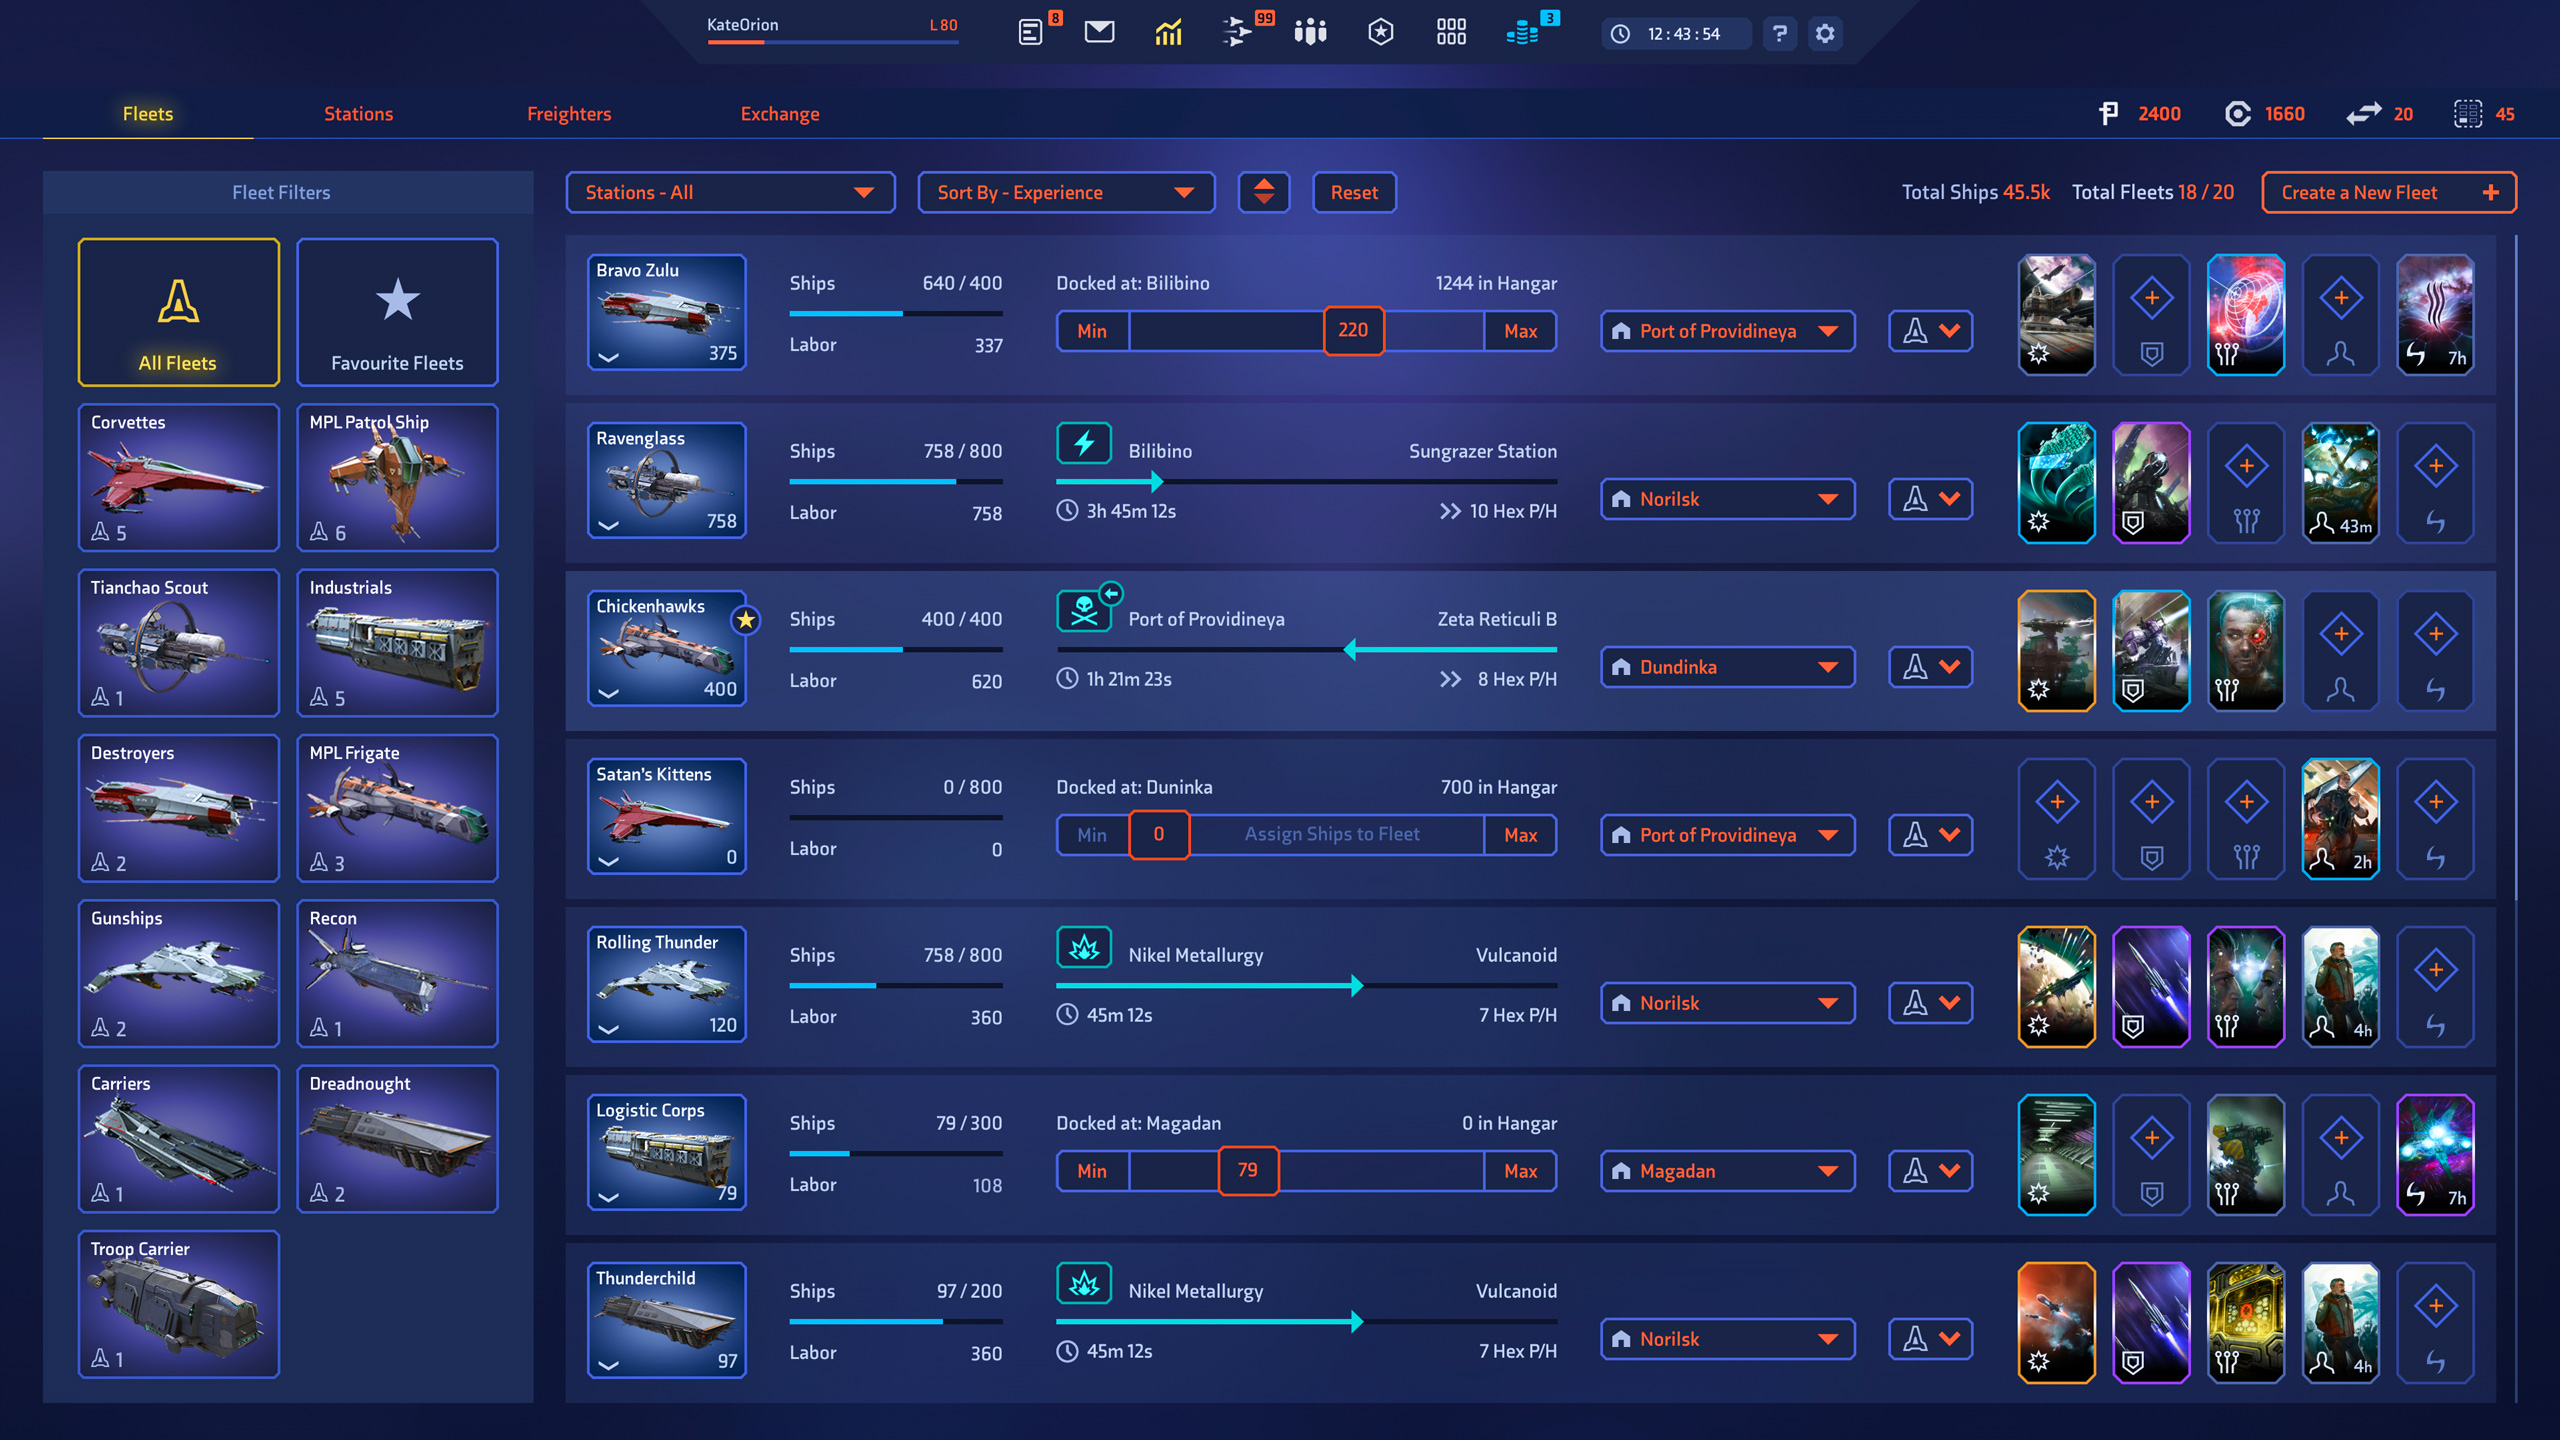 KateOrion L 80
8
99
3
12 : 43 : 54
?
Fleets
Stations
Freighters
Exchange
2400
1660
20
45
Fleet Filters
All Fleets
Favourite Fleets
Corvettes
5
MPL Patrol Ship
6
Tianchao Scout
1
Industrials
5
Destroyers
2
MPL Frigate
3
Gunships
2
Recon
1
Carriers
1
Dreadnought
2
Troop Carrier
1
Stations - All
Sort By - Experience
Reset
Total Ships 45.5k
Total Fleets 18 / 20
Create a New Fleet
Bravo Zulu
375
Ships 640 / 400
Labor 337
Docked at: Bilibino
1244 in Hangar
Min
220
Max
Port of Providineya
7h
Ravenglass
758
Ships 758 / 800
Labor 758
Bilibino
Sungrazer Station
3h 45m 12s
10 Hex P/H
Norilsk
43m
Chickenhawks
400
Ships 400 / 400
Labor 620
Port of Providineya
Zeta Reticuli B
1h 21m 23s
8 Hex P/H
Dundinka
Satan's Kittens
0
Ships 0 / 800
Labor 0
Docked at: Duninka
700 in Hangar
Min
0
Assign Ships to Fleet
Max
Port of Providineya
2h
Rolling Thunder
120
Ships 758 / 800
Labor 360
Nikel Metallurgy
Vulcanoid
45m 12s
7 Hex P/H
Norilsk
4h
Logistic Corps
79
Ships 79 / 300
Labor 108
Docked at: Magadan
0 in Hangar
Min
79
Max
Magadan
7h
Thunderchild
97
Ships 97 / 200
Labor 360
Nikel Metallurgy
Vulcanoid
45m 12s
7 Hex P/H
Norilsk
4h